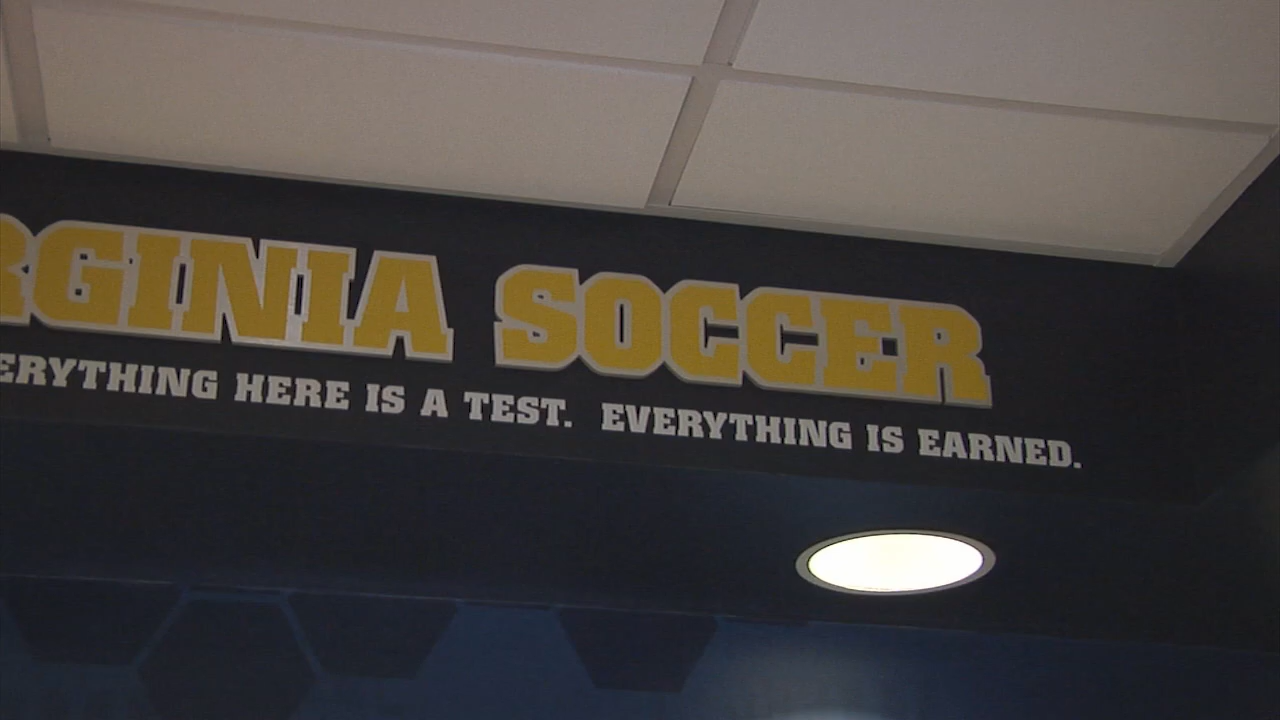 RGINIA SOCCER
ERYTHING HERE IS A TEST. EVERYTHING IS EARNED.